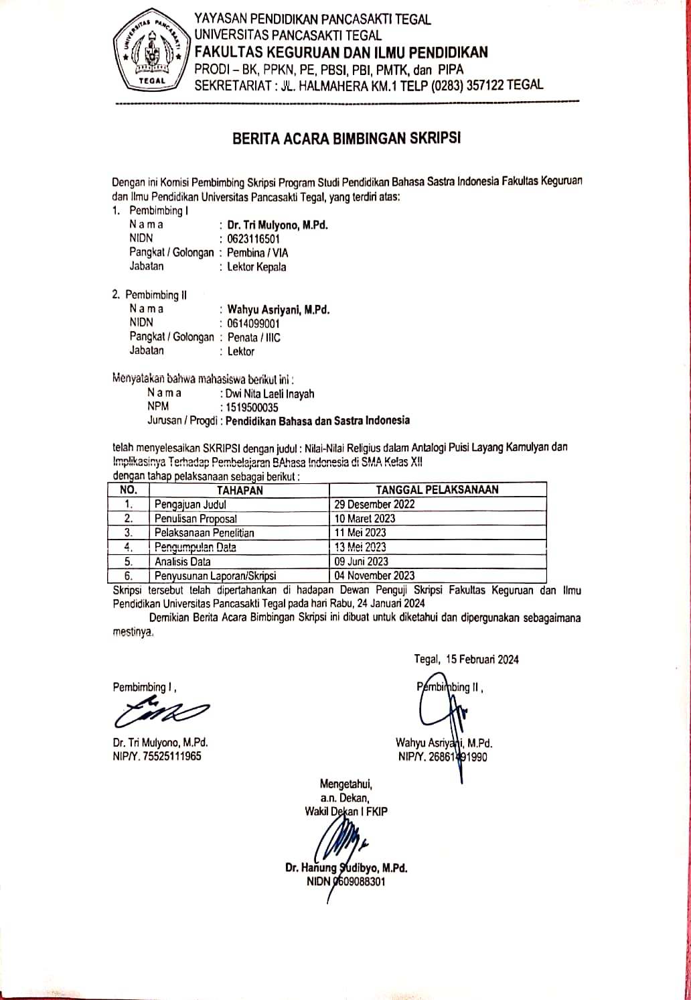 UNIVERSITAS PANCASAKTI
TEGAL
YAYASAN PENDIDIKAN PANCASAKTI TEGAL
UNIVERSITAS PANCASAKTI TEGAL
FAKULTAS KEGURUAN DAN ILMU PENDIDIKAN
PRODI – BK, PPKN, PE, PBSI, PBI, PMTK, dan PIPA
SEKRETARIAT : JL. HALMAHERA KM.1 TELP (0283) 357122 TEGAL
BERITA ACARA BIMBINGAN SKRIPSI
Dengan ini Komisi Pembimbing Skripsi Program Studi Pendidikan Bahasa Sastra Indonesia Fakultas Keguruan
dan Ilmu Pendidikan Universitas Pancasakti Tegal, yang terdiri atas:
1. Pembimbing I
N a m a : Dr. Tri Mulyono, M.Pd.
NIDN : 0623116501
Pangkat / Golongan : Pembina / VIA
Jabatan : Lektor Kepala
2. Pembimbing II
N a m a : Wahyu Asriyani, M.Pd.
NIDN : 0614099001
Pangkat / Golongan : Penata / IIIC
Jabatan : Lektor
Menyatakan bahwa mahasiswa berikut ini :
N a m a : Dwi Nita Laeli Inayah
NPM : 1519500035
Jurusan / Progdi : Pendidikan Bahasa dan Sastra Indonesia
telah menyelesaikan SKRIPSI dengan judul : Nilai-Nilai Religius dalam Antalogi Puisi Layang Kamulyan dan
Implikasinya Terhadap Pembelajaran BAhasa Indonesia di SMA Kelas XII
dengan tahap pelaksanaan sebagai berikut :
NO. TAHAPAN TANGGAL PELAKSANAAN
1. Pengajuan Judul 29 Desember 2022
2. Penulisan Proposal 10 Maret 2023
3. Pelaksanaan Penelitian 11 Mei 2023
4. Pengumpulan Data 13 Mei 2023
5. Analisis Data 09 Juni 2023
6. Penyusunan Laporan/Skripsi 04 November 2023
Skripsi tersebut telah dipertahankan di hadapan Dewan Penguji Skripsi Fakultas Keguruan dan Ilmu
Pendidikan Universitas Pancasakti Tegal pada hari Rabu, 24 Januari 2024
Demikian Berita Acara Bimbingan Skripsi ini dibuat untuk diketahui dan dipergunakan sebagaimana
mestinya.
Tegal, 15 Februari 2024
Pembimbing I , Pembimbing II ,
Dr. Tri Mulyono, M.Pd. Wahyu Asriyani, M.Pd.
NIP/Y. 75525111965 NIP/Y. 26861491990
Mengetahui,
a.n. Dekan,
Wakil Dekan I FKIP
Dr. Hanung Sudibyo, M.Pd.
NIDN 0609088301